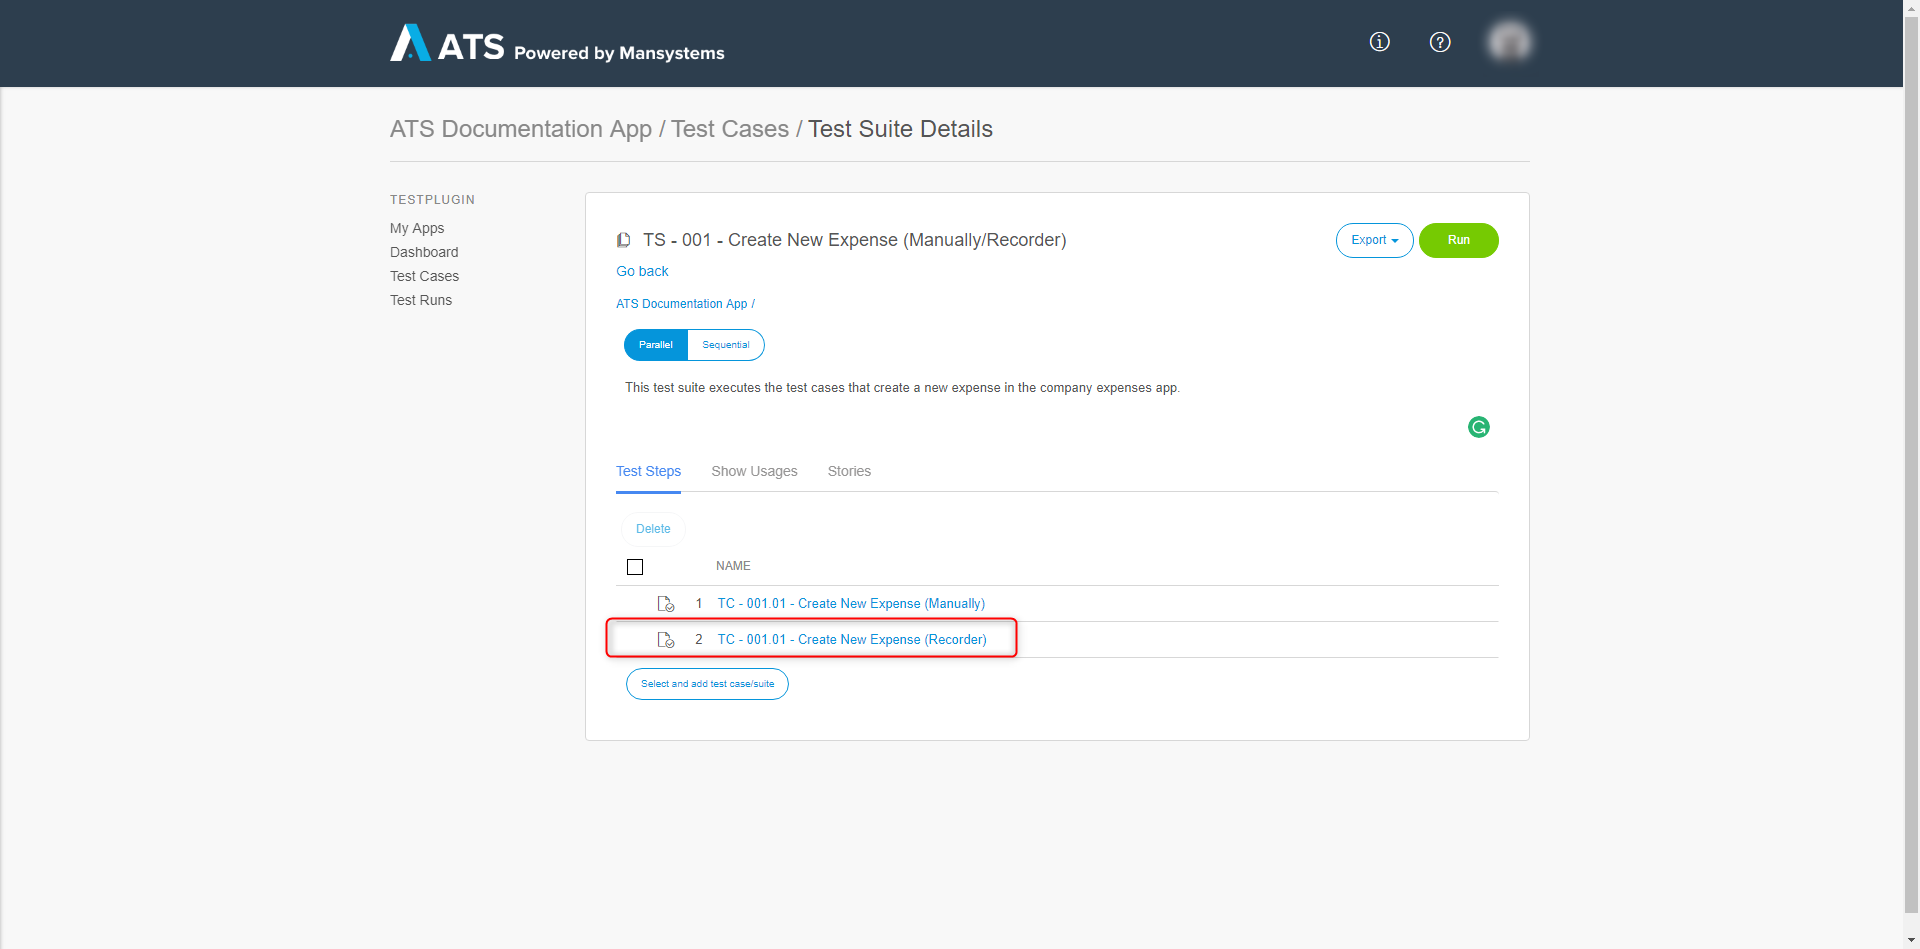 ATS Powered by Mansystems
ATS Documentation App / Test Cases / Test Suite Details
TESTPLUGIN
My Apps
Dashboard
Test Cases
Test Runs
TS - 001 - Create New Expense (Manually/Recorder)
Export
Run
Go back
ATS Documentation App /
Parallel
Sequential
This test suite executes the test cases that create a new expense in the company expenses app.
Test Steps
Show Usages
Stories
Delete
NAME
1 TC - 001.01 - Create New Expense (Manually)
2 TC - 001.01 - Create New Expense (Recorder)
Select and add test case/suite